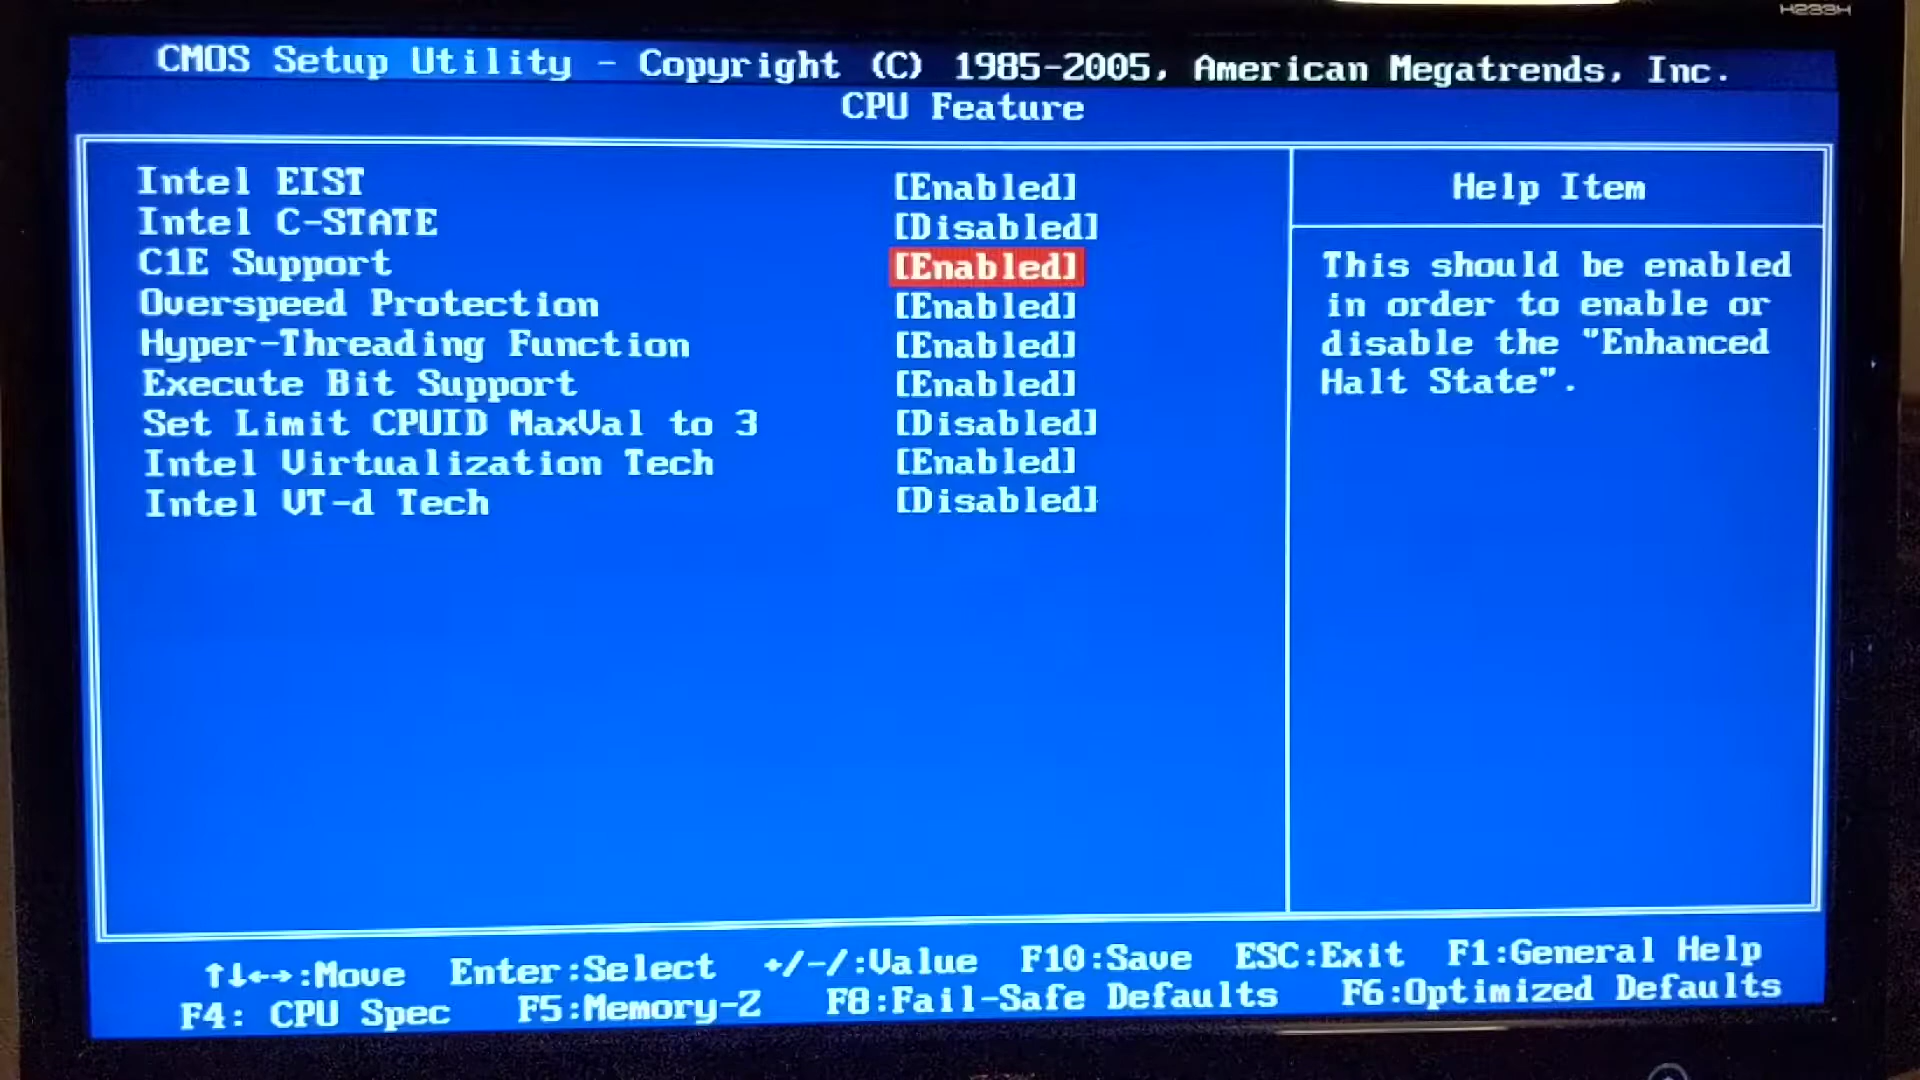 H233H
CMOS Setup Utility - Copyright (C) 1985-2005, American Megatrends, Inc.
CPU Feature
Intel EIST [Enabled]
Intel C-STATE [Disabled]
C1E Support [Enabled]
Overspeed Protection [Enabled]
Hyper-Threading Function [Enabled]
Execute Bit Support [Enabled]
Set Limit CPUID MaxVal to 3 [Disabled]
Intel Virtualization Tech [Enabled]
Intel VT-d Tech [Disabled]
Help Item
This should be enabled
in order to enable or
disable the "Enhanced
Halt State".
↑↓←→:Move Enter:Select +/-/:Value F10:Save ESC:Exit F1:General Help
F4: CPU Spec F5:Memory-Z F8:Fail-Safe Defaults F6:Optimized Defaults